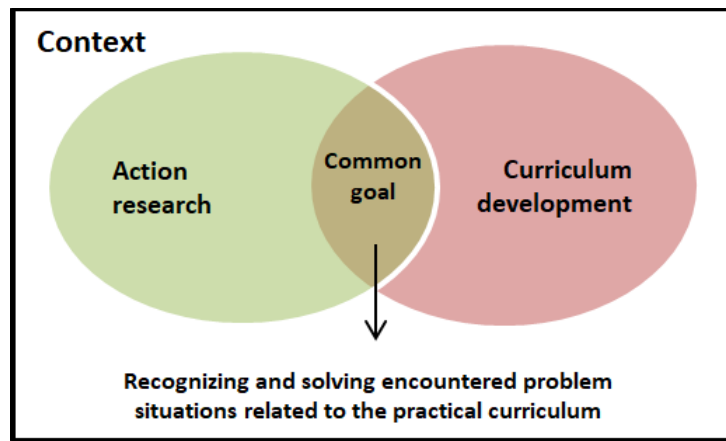 Context
Action
research
Common
goal
Curriculum
development
Recognizing and solving encountered problem
situations related to the practical curriculum